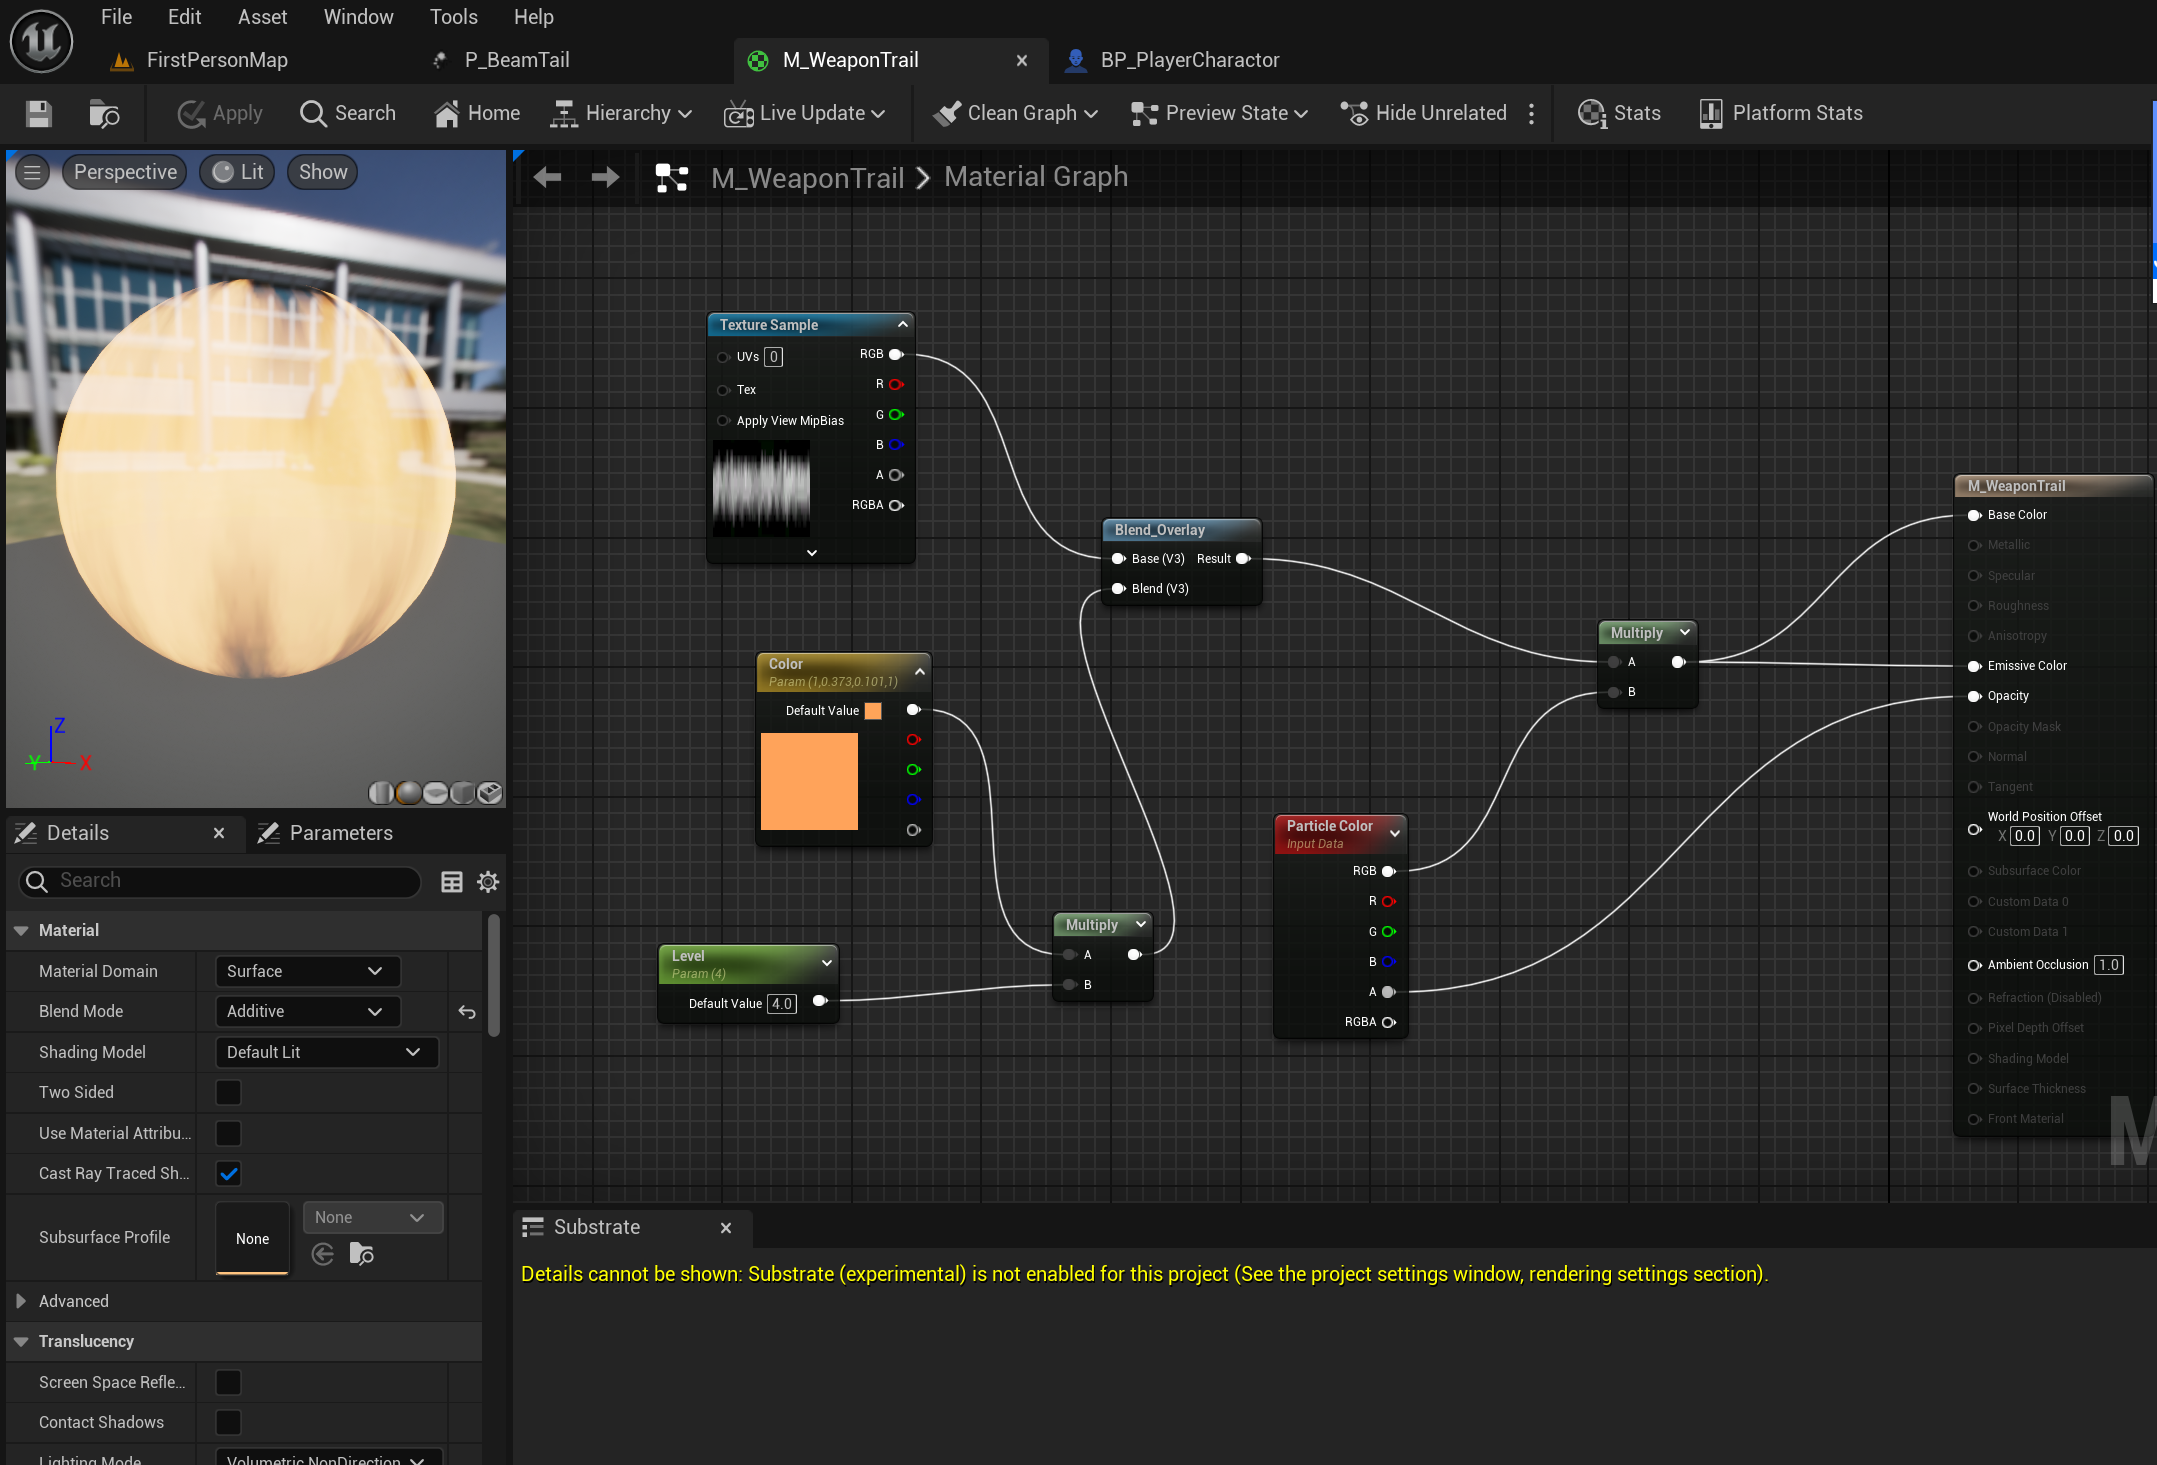 File Edit Asset Window Tools Help
FirstPersonMap P_BeamTail M_WeaponTrail BP_PlayerCharactor
Apply Search Home Hierarchy Live Update Clean Graph Preview State Hide Unrelated Stats Platform Stats
Perspective Lit Show
M_WeaponTrail Material Graph
Texture Sample
UVs 0 RGB
R
Tex
G
Apply View MipBias
B
A
RGBA
Blend_Overlay
Base (V3) Result
Blend (V3)
Color
Param (1,0.373,0.101,1)
Default Value
Level
Param (4)
Default Value 4.0
Multiply
A
B
Particle Color
Input Data
RGB
R
G
B
A
RGBA
Multiply
A
B
M_WeaponTrail
Base Color
Metallic
Specular
Roughness
Anisotropy
Emissive Color
Opacity
Opacity Mask
Normal
Tangent
World Position Offset
X 0.0 Y 0.0 Z 0.0
Subsurface Color
Custom Data 0
Custom Data 1
Ambient Occlusion 1.0
Refraction (Disabled)
Pixel Depth Offset
Shading Model
Surface Thickness
Front Material
M
Z
Y X
Details Parameters
Search
Material
Material Domain Surface
Blend Mode Additive
Shading Model Default Lit
Two Sided
Use Material Attribu...
Cast Ray Traced Sh...
Subsurface Profile None None
Advanced
Translucency
Screen Space Refle...
Contact Shadows
Lighting Mode Volumetric NonDirection
Substrate
Details cannot be shown: Substrate (experimental) is not enabled for this project (See the project settings window, rendering settings section).